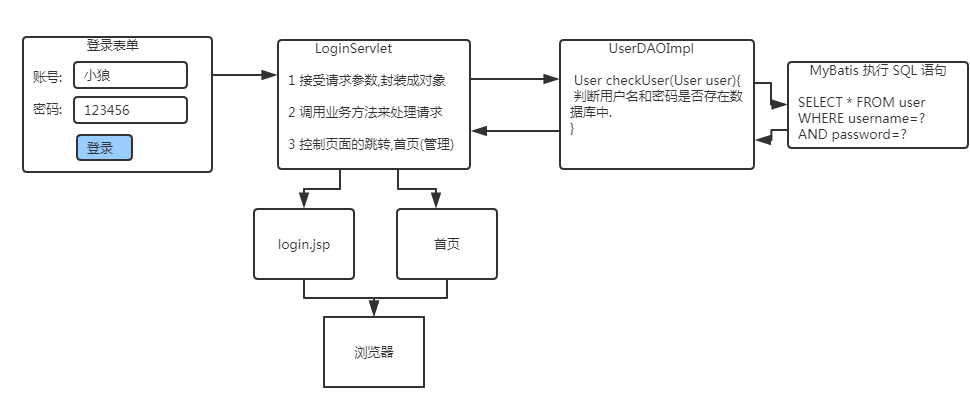 登录表单
账号:
小狼
密码:
123456
登录
LoginServlet
1 接受请求参数,封装成对象
2 调用业务方法来处理请求
3 控制页面的跳转,首页(管理)
UserDAOImpl
User checkUser(User user){
判断用户名和密码是否存在数
据库中.
}
MyBatis 执行 SQL 语句
SELECT * FROM user
WHERE username=?
AND password=?
login.jsp
首页
浏览器